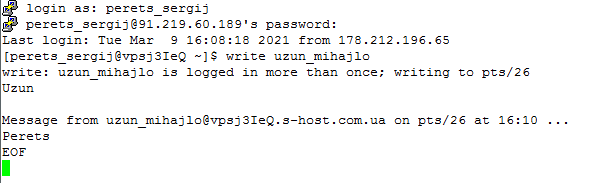 login as: perets_sergij
perets_sergij@91.219.60.189's password:
Last login: Tue Mar  9 16:08:18 2021 from 178.212.196.65
[perets_sergij@vpsj3IeQ ~]$ write uzun_mihajlo
write: uzun_mihajlo is logged in more than once; writing to pts/26
Uzun
Message from uzun_mihajlo@vpsj3IeQ.s-host.com.ua on pts/26 at 16:10 ...
Perets
EOF